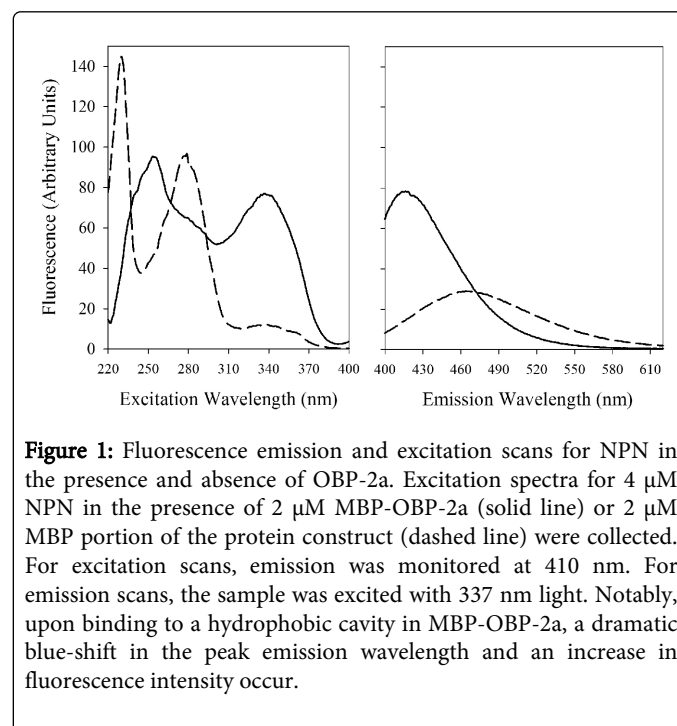 140
120
100
80
60
40
20
0
Fluorescence (Arbitrary Units)
220 250 280 310 340 370 400
Excitation Wavelength (nm)
400 430 460 490 520 550 580 610
Emission Wavelength (nm)
Figure 1: Fluorescence emission and excitation scans for NPN in
the presence and absence of OBP-2a. Excitation spectra for 4 μM
NPN in the presence of 2 μM MBP-OBP-2a (solid line) or 2 μM
MBP portion of the protein construct (dashed line) were collected.
For excitation scans, emission was monitored at 410 nm. For
emission scans, the sample was excited with 337 nm light. Notably,
upon binding to a hydrophobic cavity in MBP-OBP-2a, a dramatic
blue-shift in the peak emission wavelength and an increase in
fluorescence intensity occur.